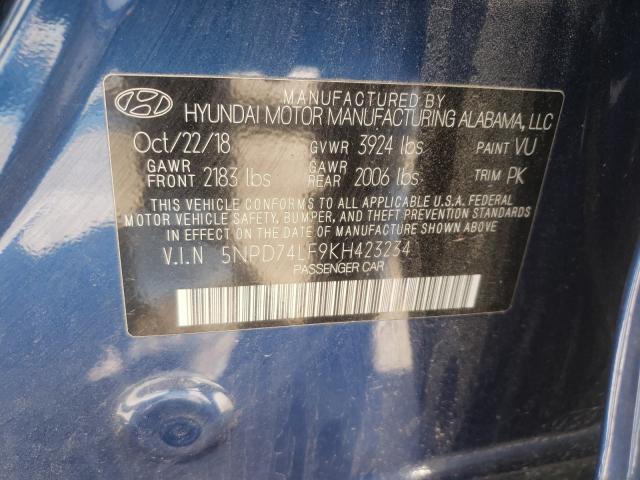 MANUFACTURED BY
HYUNDAI MOTOR MANUFACTURING ALABAMA, LLC
Oct/22/18 GVWR 3924 lbs PAINT VU
GAWR FRONT 2183 lbs GAWR REAR 2006 lbs TRIM PK
THIS VEHICLE CONFORMS TO ALL APPLICABLE U.S.A. FEDERAL
MOTOR VEHICLE SAFETY, BUMPER, AND THEFT PREVENTION STANDARDS
IN EFFECT ON THE DATE OF MANUFACTURE SHOWN ABOVE.
V.I.N 5NPD74LF9KH423234
PASSENGER CAR